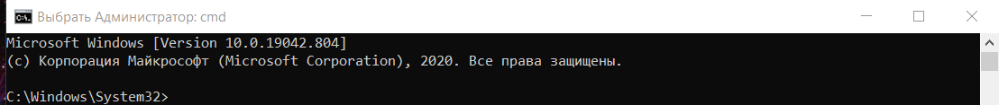 Выбрать Администратор: cmd
Microsoft Windows [Version 10.0.19042.804]
(c) Корпорация Майкрософт (Microsoft Corporation), 2020. Все права защищены.
C:\Windows\System32>